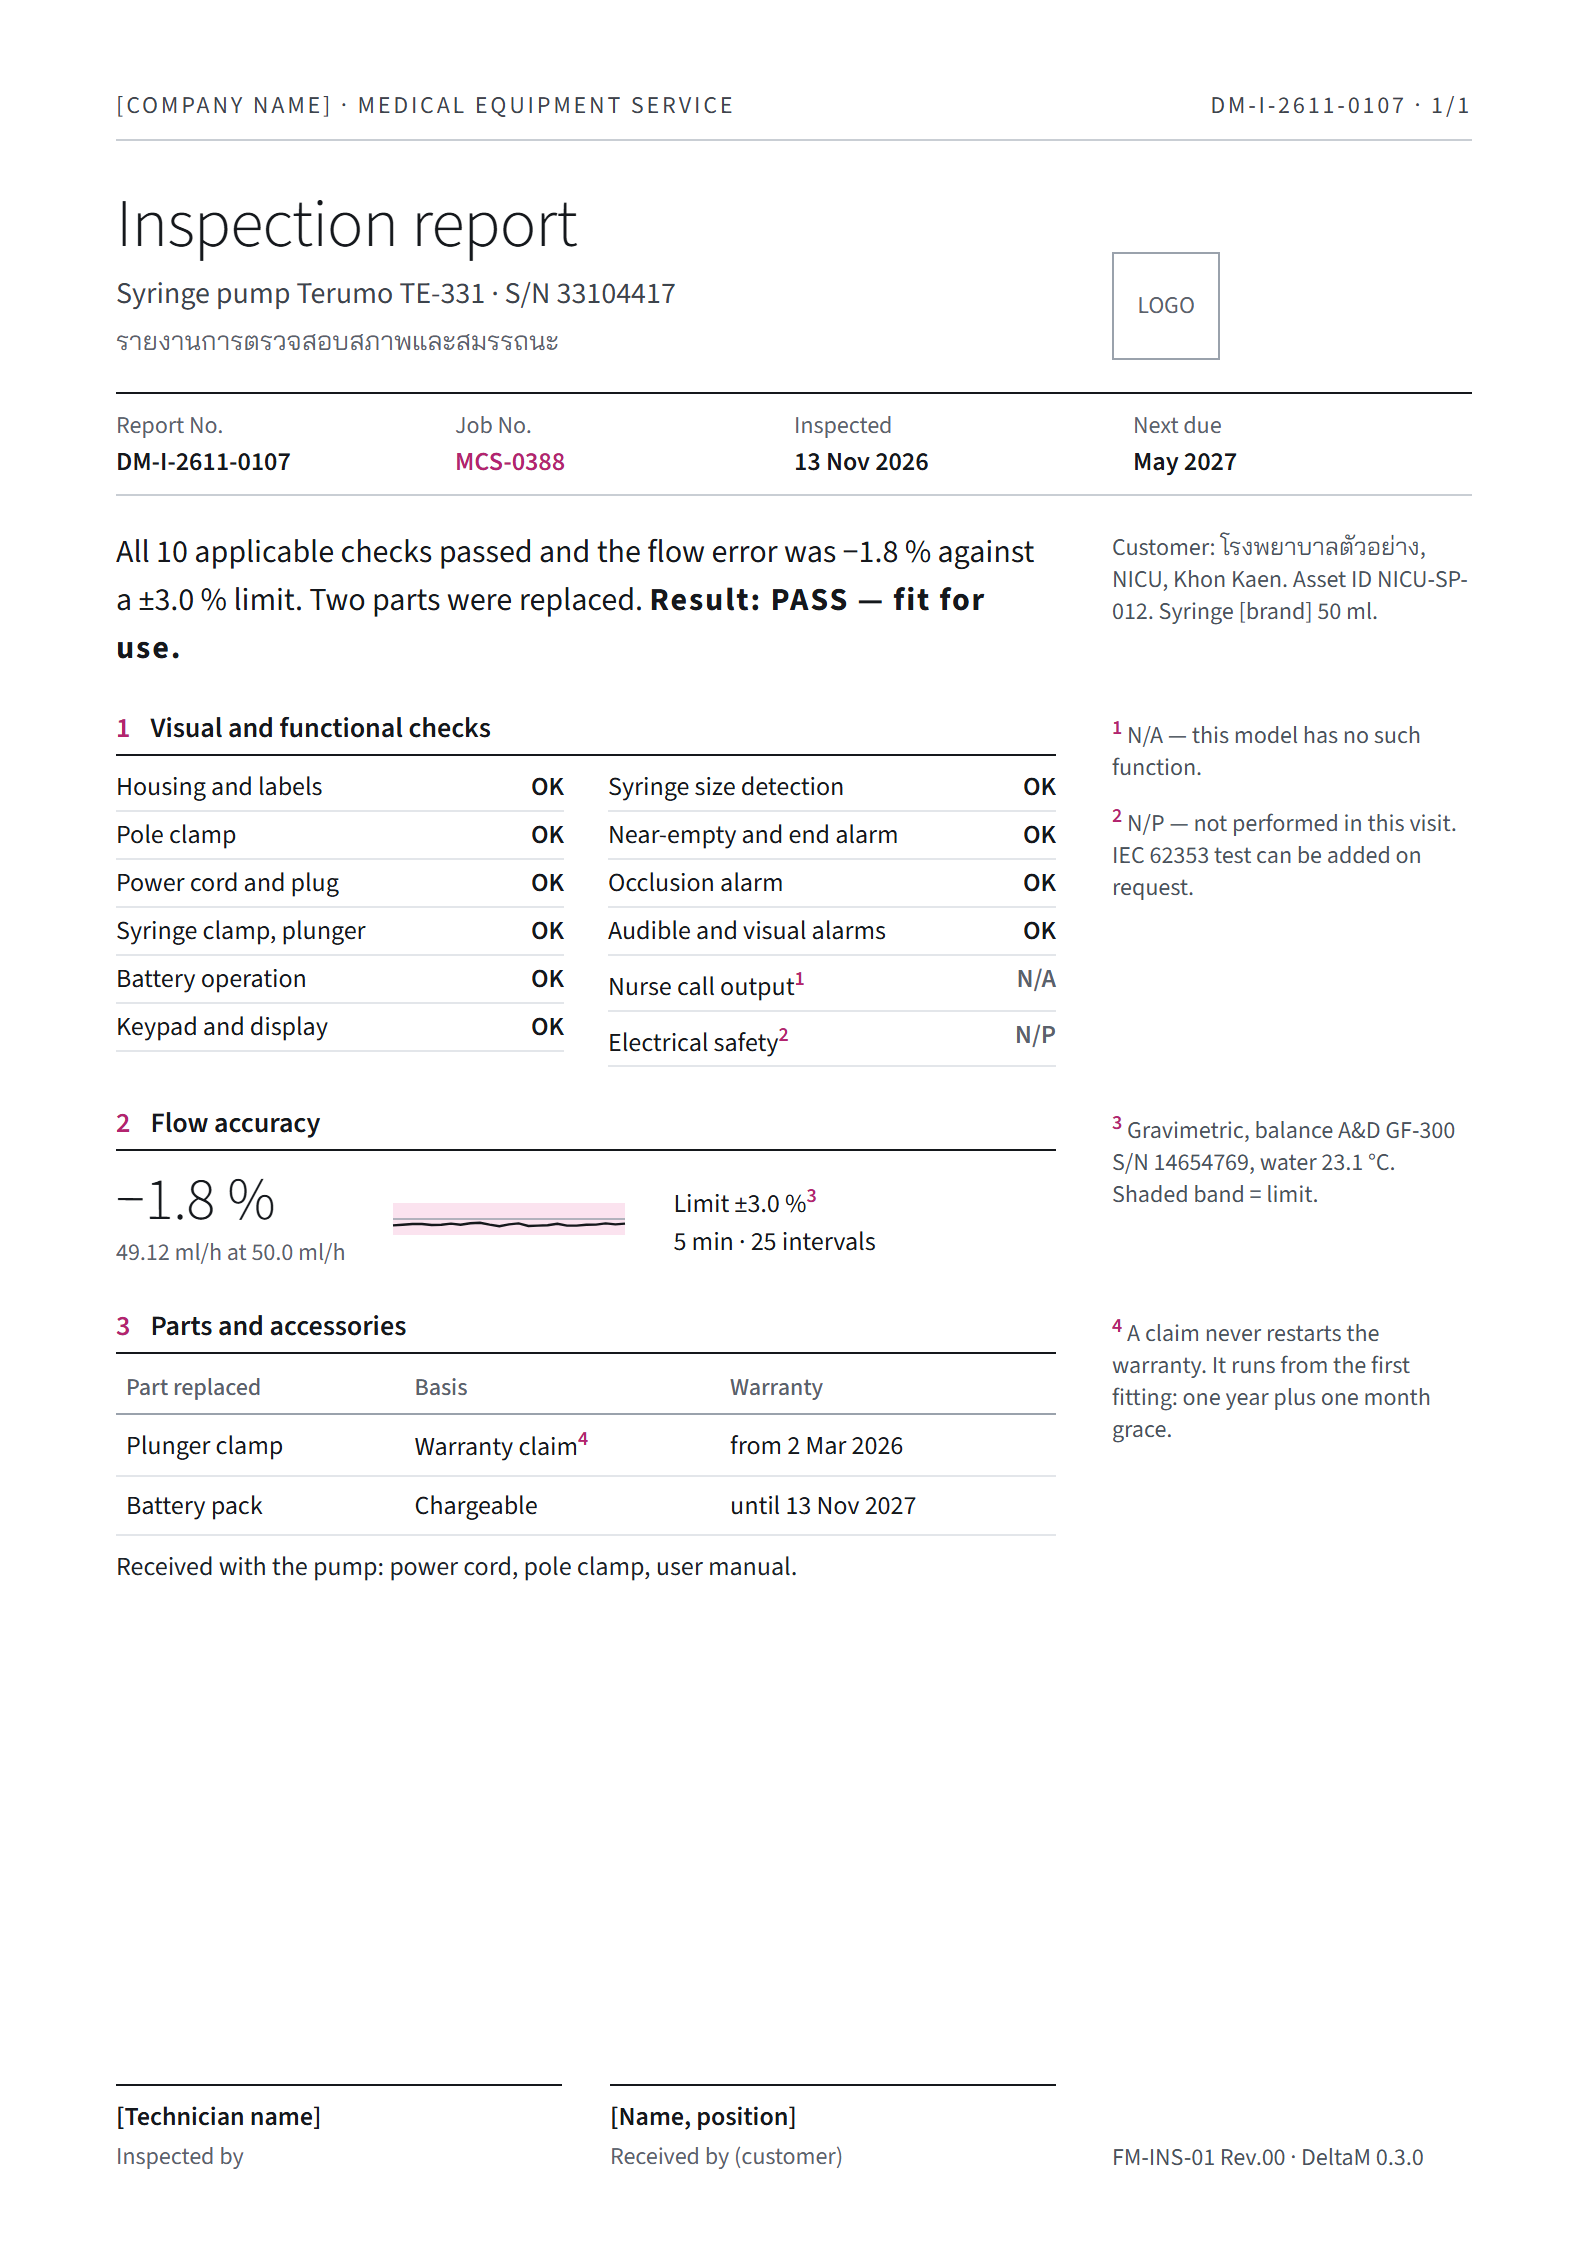 [COMPANY NAME] · MEDICAL EQUIPMENT SERVICE
DM-I-2611-0107 · 1/1
Inspection report
Syringe pump Terumo TE-331 · S/N 33104417
รายงานการตรวจสอบสภาพและสมรรถนะ
LOGO
Report No.
DM-I-2611-0107
Job No.
MCS-0388
Inspected
13 Nov 2026
Next due
May 2027
All 10 applicable checks passed and the flow error was −1.8 % against
a ±3.0 % limit. Two parts were replaced. Result: PASS — fit for
use.
Customer: โรงพยาบาลตัวอย่าง,
NICU, Khon Kaen. Asset ID NICU-SP-
012. Syringe [brand] 50 ml.
1 Visual and functional checks
Housing and labels OK
Pole clamp OK
Power cord and plug OK
Syringe clamp, plunger OK
Battery operation OK
Keypad and display OK
Syringe size detection OK
Near-empty and end alarm OK
Occlusion alarm OK
Audible and visual alarms OK
Nurse call output1 N/A
Electrical safety2 N/P
1 N/A — this model has no such
function.
2 N/P — not performed in this visit.
IEC 62353 test can be added on
request.
2 Flow accuracy
−1.8 %
49.12 ml/h at 50.0 ml/h
Limit ±3.0 %3
5 min · 25 intervals
3 Gravimetric, balance A&D GF-300
S/N 14654769, water 23.1 °C.
Shaded band = limit.
3 Parts and accessories
Part replaced Basis Warranty
Plunger clamp Warranty claim4 from 2 Mar 2026
Battery pack Chargeable until 13 Nov 2027
Received with the pump: power cord, pole clamp, user manual.
4 A claim never restarts the
warranty. It runs from the first
fitting: one year plus one month
grace.
[Technician name]
Inspected by
[Name, position]
Received by (customer)
FM-INS-01 Rev.00 · DeltaM 0.3.0